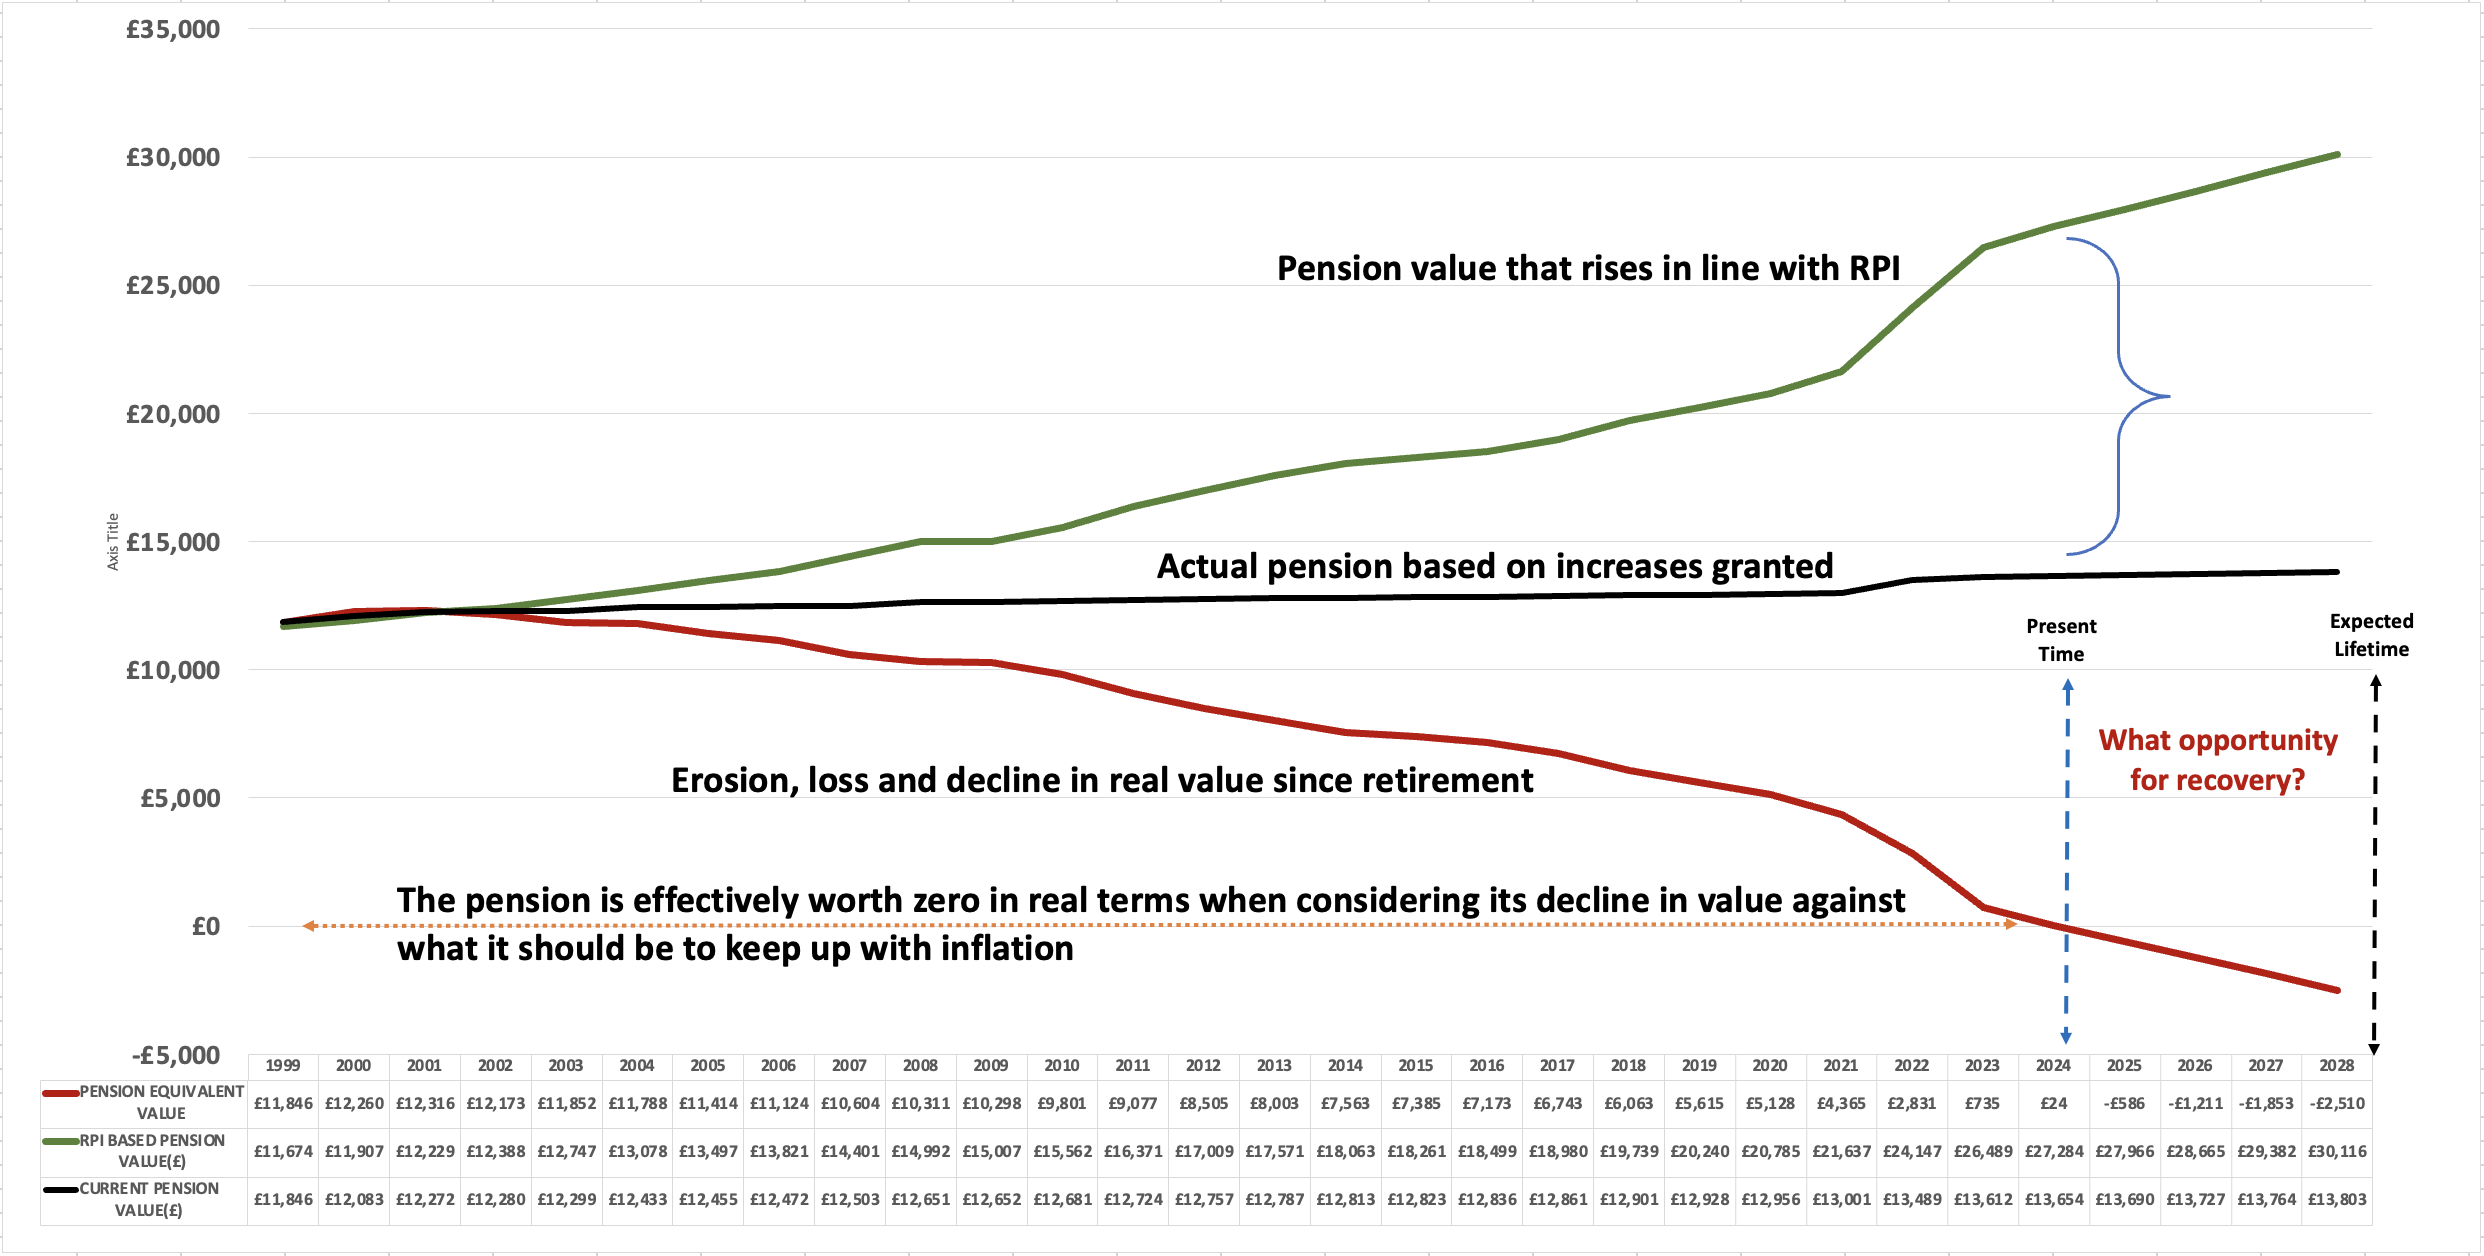 £35,000
£30,000
£25,000
£20,000
£15,000
£10,000
£5,000
£0
-£5,000
Axis Title
Pension value that rises in line with RPI
Actual pension based on increases granted
Present
Time
Expected
Lifetime
What opportunity
for recovery?
Erosion, loss and decline in real value since retirement
The pension is effectively worth zero in real terms when considering its decline in value against
what it should be to keep up with inflation
1999 2000 2001 2002 2003 2004 2005 2006 2007 2008 2009 2010 2011 2012 2013 2014 2015 2016 2017 2018 2019 2020 2021 2022 2023 2024 2025 2026 2027 2028
PENSION EQUIVALENT
VALUE
£11,846 £12,260 £12,316 £12,173 £11,852 £11,788 £11,414 £11,124 £10,604 £10,311 £10,298 £9,801 £9,077 £8,505 £8,003 £7,563 £7,385 £7,173 £6,743 £6,063 £5,615 £5,128 £4,365 £2,831 £735 £24 -£586 -£1,211 -£1,853 -£2,510
RPI BASED PENSION
VALUE(£)
£11,674 £11,907 £12,229 £12,388 £12,747 £13,078 £13,497 £13,821 £14,401 £14,992 £15,007 £15,562 £16,371 £17,009 £17,571 £18,063 £18,261 £18,499 £18,980 £19,739 £20,240 £20,785 £21,637 £24,147 £26,489 £27,284 £27,966 £28,665 £29,382 £30,116
CURRENT PENSION
VALUE(£)
£11,846 £12,083 £12,272 £12,280 £12,299 £12,433 £12,455 £12,472 £12,503 £12,651 £12,652 £12,681 £12,724 £12,757 £12,787 £12,813 £12,823 £12,836 £12,861 £12,901 £12,928 £12,956 £13,001 £13,489 £13,612 £13,654 £13,690 £13,727 £13,764 £13,803